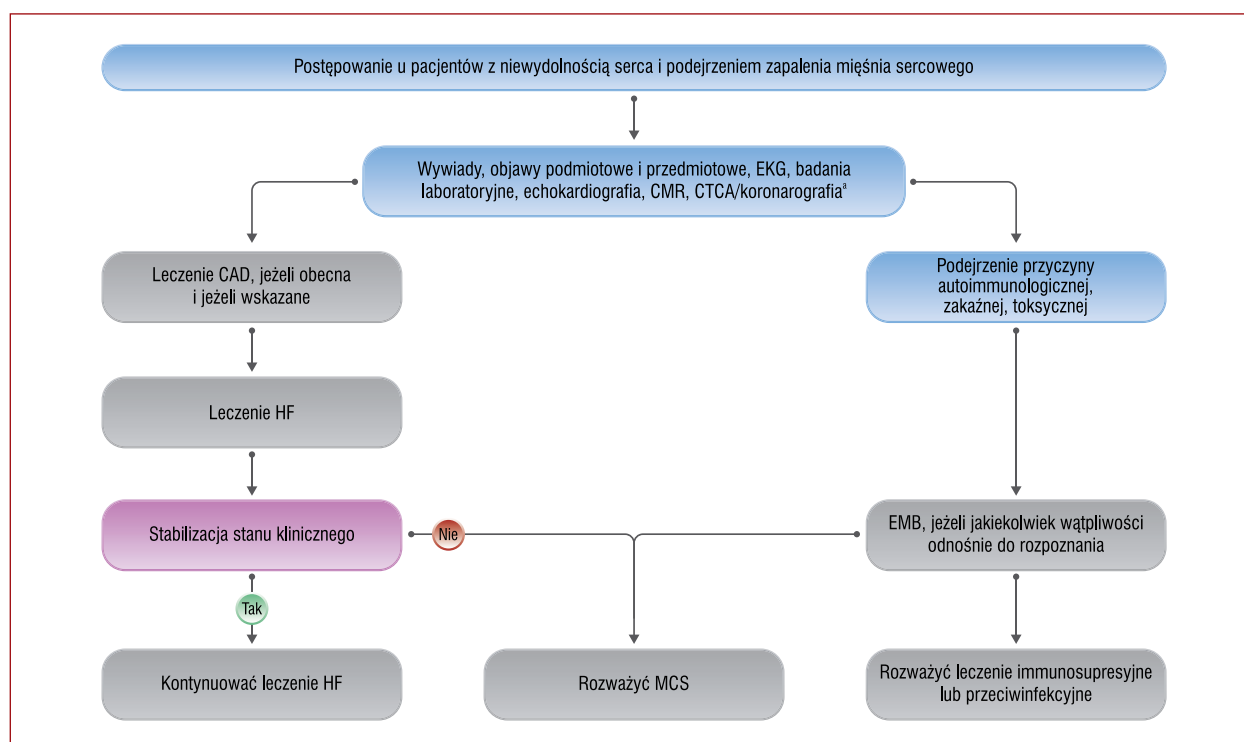 Postępowanie u pacjentów z niewydolnością serca i podejrzeniem zapalenia mięśnia sercowego
Wywiady, objawy podmiotowe i przedmiotowe, EKG, badania
laboratoryjne, echokardiografia, CMR, CTCA/koronarografiaᵃ
Leczenie CAD, jeżeli obecna
i jeżeli wskazane
Podejrzenie przyczyny
autoimmunologicznej,
zakaźnej, toksycznej
Leczenie HF
Stabilizacja stanu klinicznego
Nie
EMB, jeżeli jakiekolwiek wątpliwości
odnośnie do rozpoznania
Tak
Kontynuować leczenie HF
Rozważyć MCS
Rozważyć leczenie immunosupresyjne
lub przeciwinfekcyjne